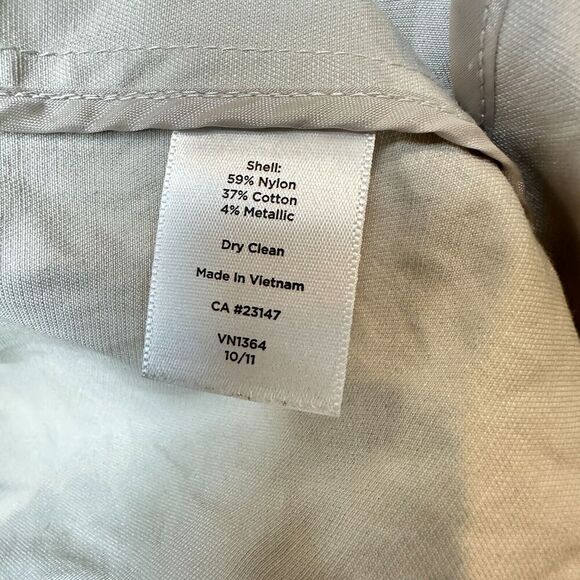 Shell:
59% Nylon
37% Cotton
4% Metallic
Dry Clean
Made In Vietnam
CA #23147
VN1364
10/11